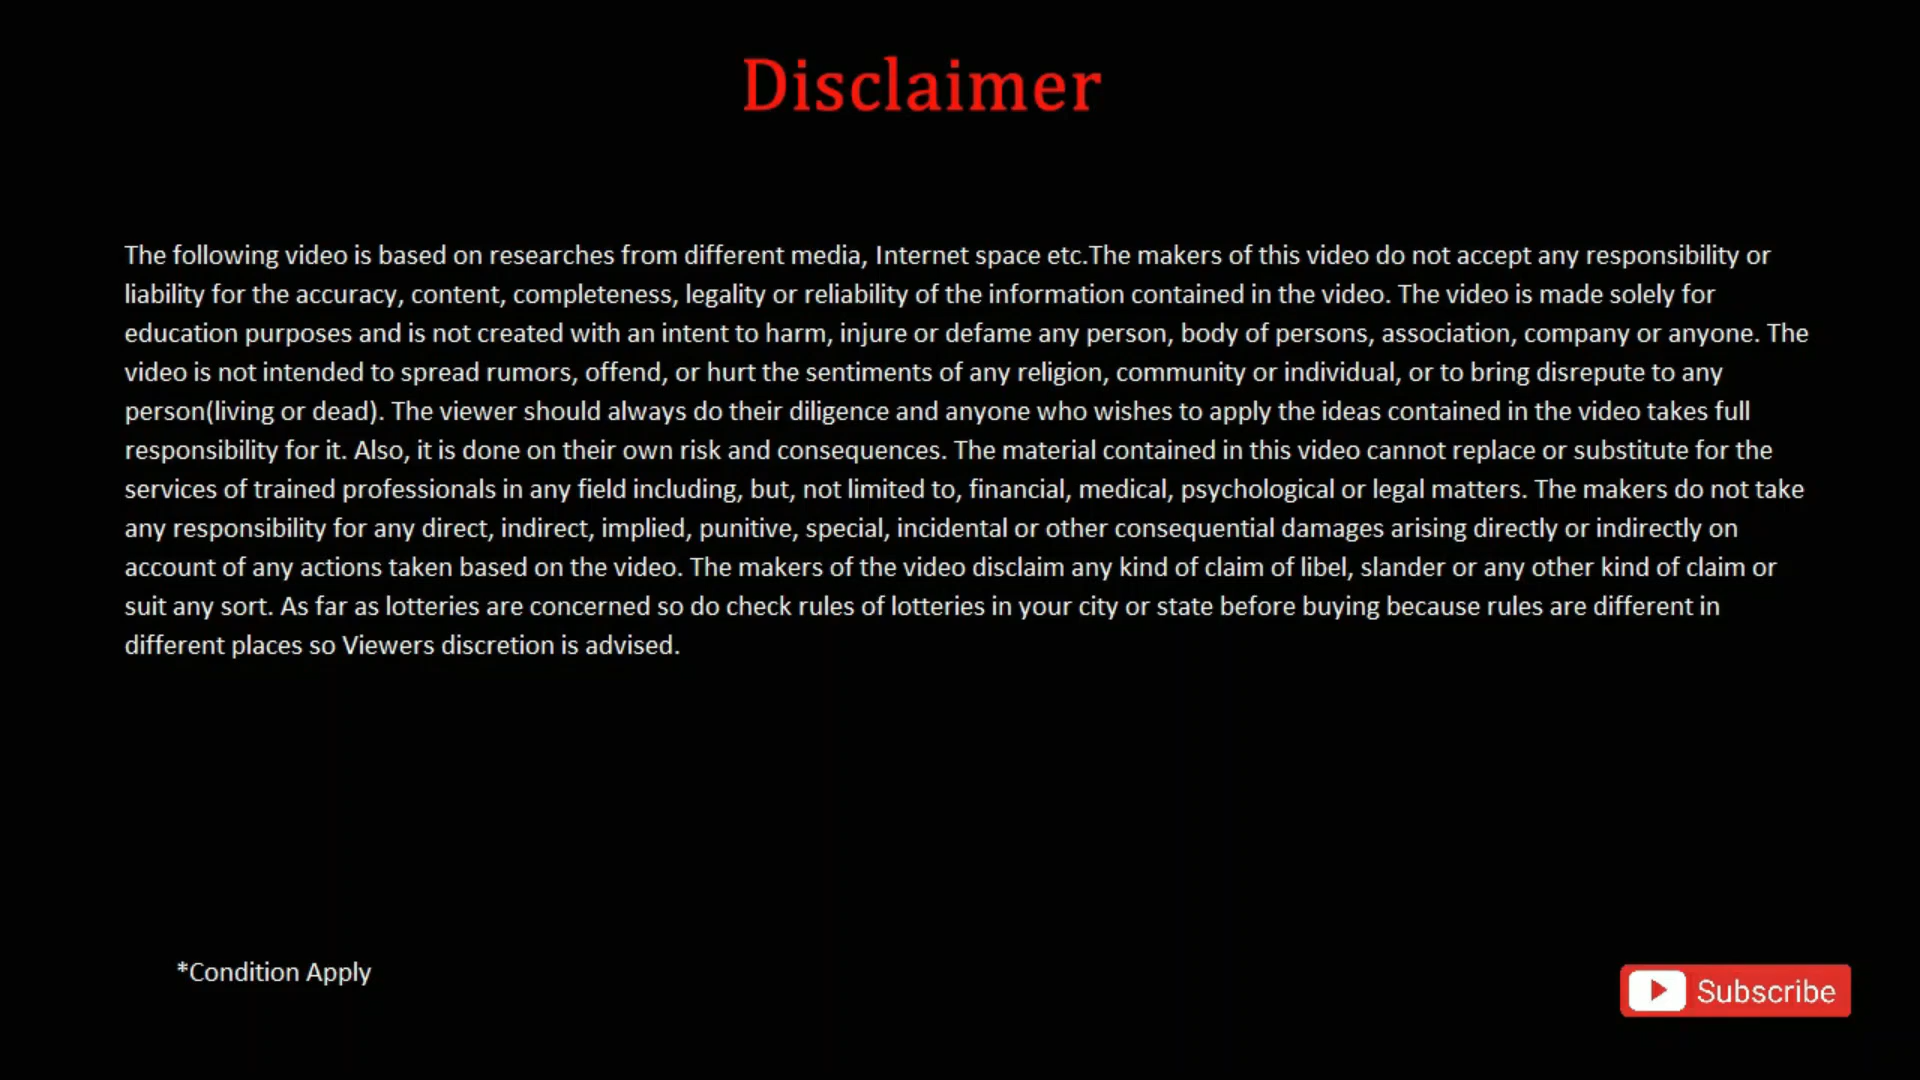 Disclaimer
The following video is based on researches from different media, Internet space etc.The makers of this video do not accept any responsibility or
liability for the accuracy, content, completeness, legality or reliability of the information contained in the video. The video is made solely for
education purposes and is not created with an intent to harm, injure or defame any person, body of persons, association, company or anyone. The
video is not intended to spread rumors, offend, or hurt the sentiments of any religion, community or individual, or to bring disrepute to any
person(living or dead). The viewer should always do their diligence and anyone who wishes to apply the ideas contained in the video takes full
responsibility for it. Also, it is done on their own risk and consequences. The material contained in this video cannot replace or substitute for the
services of trained professionals in any field including, but, not limited to, financial, medical, psychological or legal matters. The makers do not take
any responsibility for any direct, indirect, implied, punitive, special, incidental or other consequential damages arising directly or indirectly on
account of any actions taken based on the video. The makers of the video disclaim any kind of claim of libel, slander or any other kind of claim or
suit any sort. As far as lotteries are concerned so do check rules of lotteries in your city or state before buying because rules are different in
different places so Viewers discretion is advised.
*Condition Apply
Subscribe